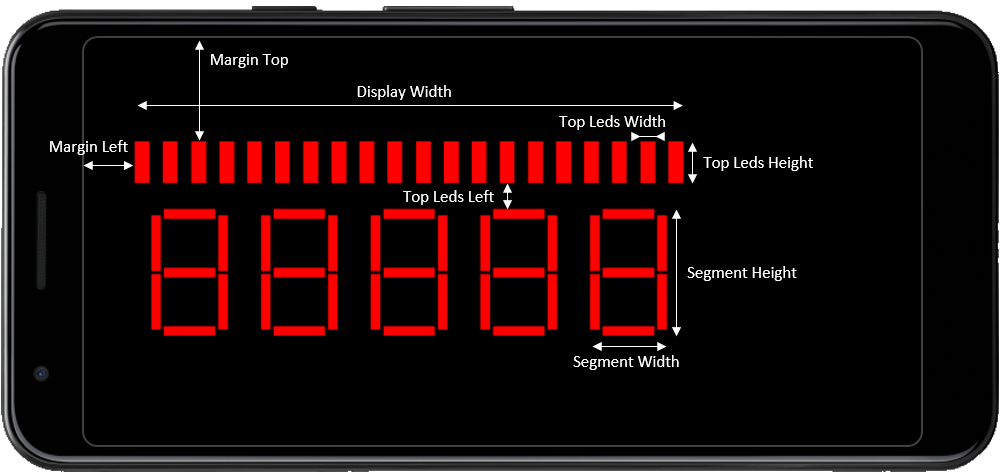 Margin Top
Display Width
Top Leds Width
Margin Left
Top Leds Height
Top Leds Left
Segment Height
Segment Width